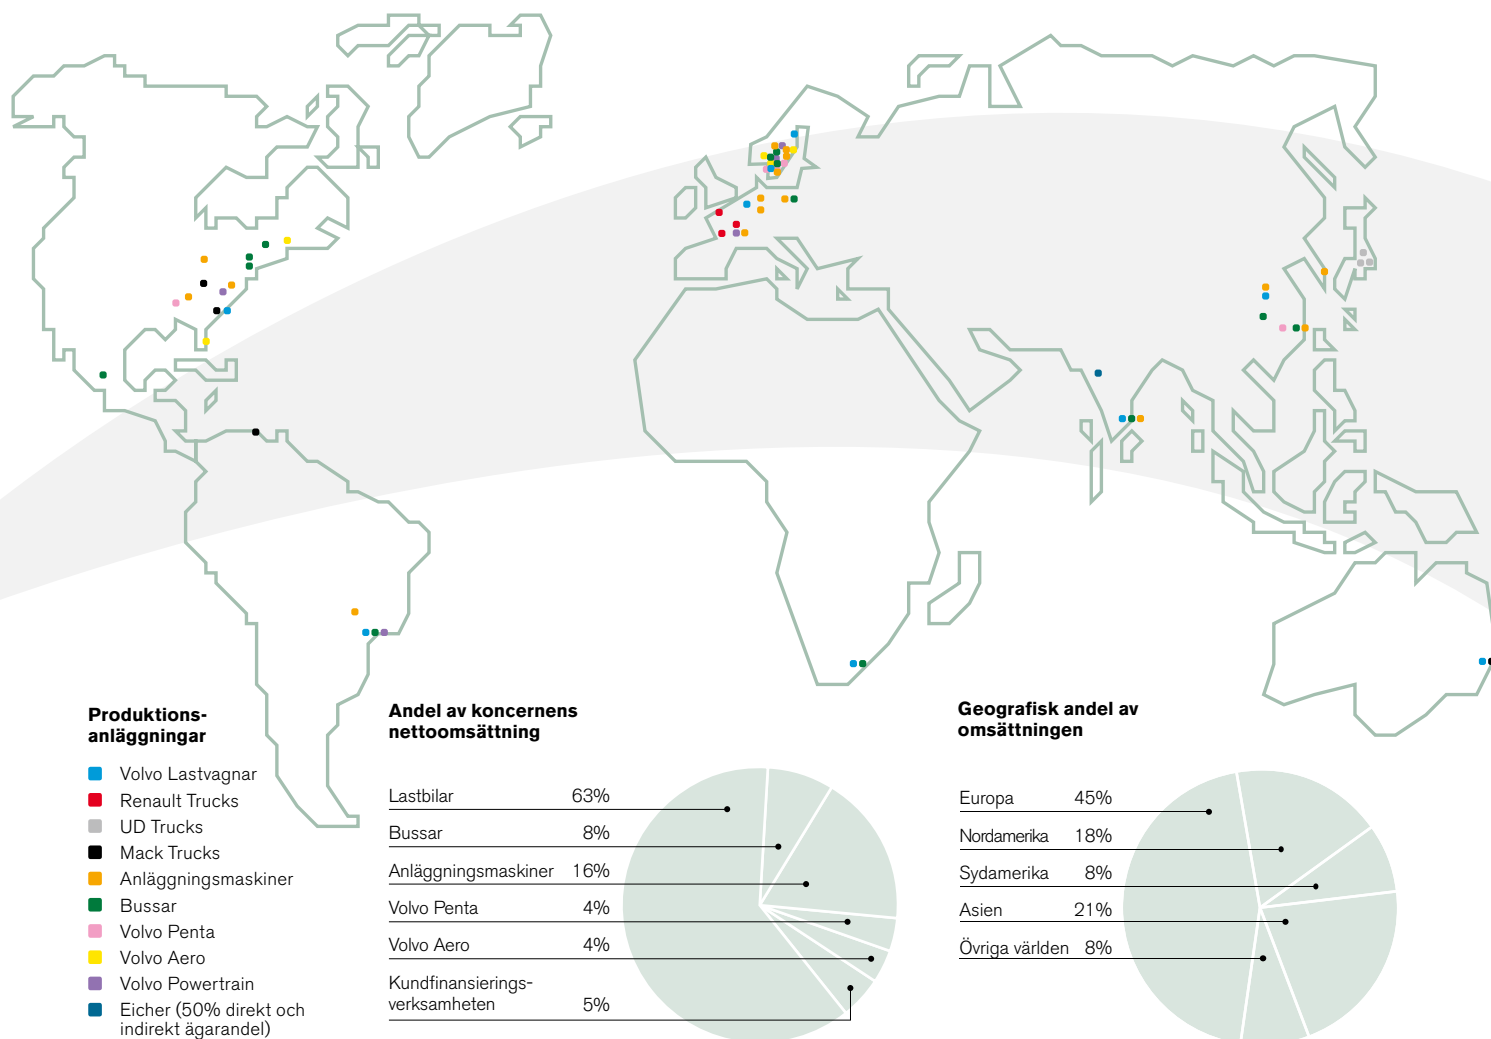 Produktions-
anläggningar
Volvo Lastvagnar
Renault Trucks
UD Trucks
Mack Trucks
Anläggningsmaskiner
Bussar
Volvo Penta
Volvo Aero
Volvo Powertrain
Eicher (50% direkt och
indirekt ägarandel)
Andel av koncernens
nettoomsättning
Lastbilar 63%
Bussar 8%
Anläggningsmaskiner 16%
Volvo Penta 4%
Volvo Aero 4%
Kundfinansierings-
verksamheten 5%
Geografisk andel av
omsättningen
Europa 45%
Nordamerika 18%
Sydamerika 8%
Asien 21%
Övriga världen 8%